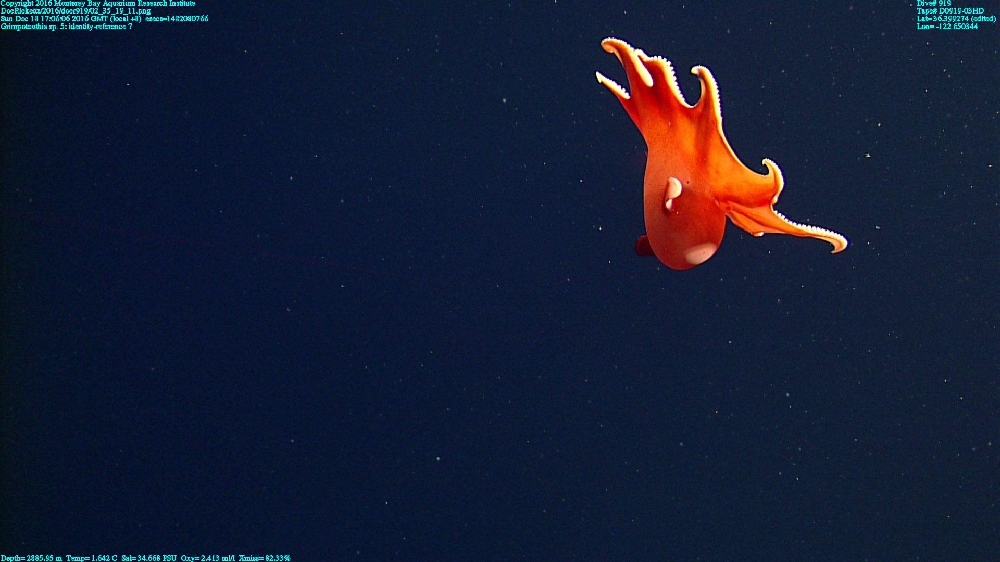 Copyright 2016 Monterey Bay Aquarium Research Institute
DocRicketts/2016/docr919/02_35_19_11.png
Sun Dec 18 17:06:06 2016 GMT (local +8) esecs=1482080766
Grimpoteuthis sp. 5: identity-reference 7
Dive# 919
Tape# D0919-03HD
Lat= 36.399274 (edited)
Lon= -122.650344
Depth= 2885.95 m Temp= 1.642 C Sal= 34.668 PSU Oxy= 2.413 ml/l Xmiss= 82.33%